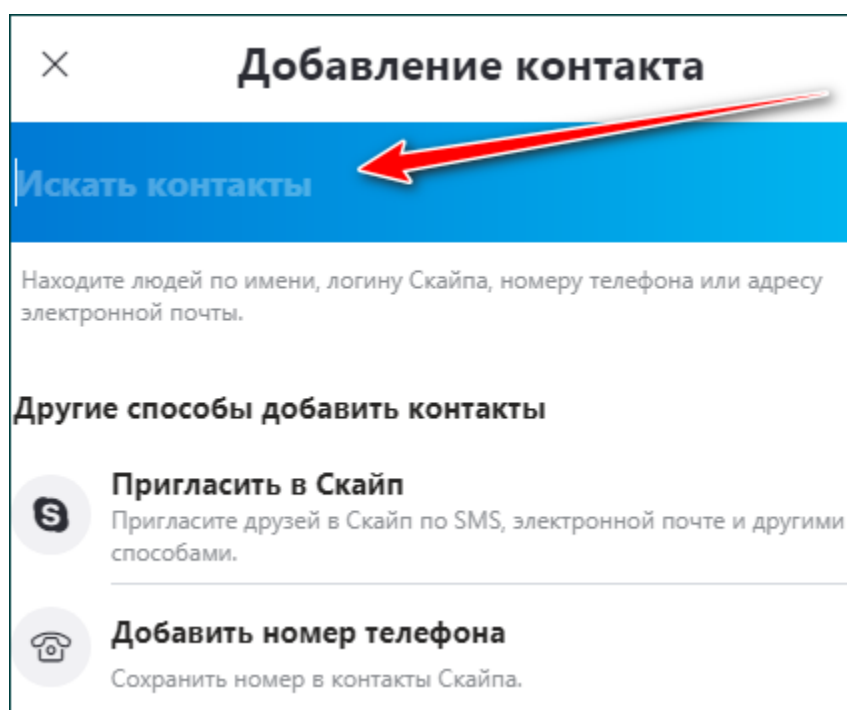 Добавление контакта
Искать контакты
Находите людей по имени, логину Скайпа, номеру телефона или адресу
электронной почты.
Другие способы добавить контакты
Пригласить в Скайп
Пригласите друзей в Скайп по SMS, электронной почте и другими
способами.
Добавить номер телефона
Сохранить номер в контакты Скайпа.